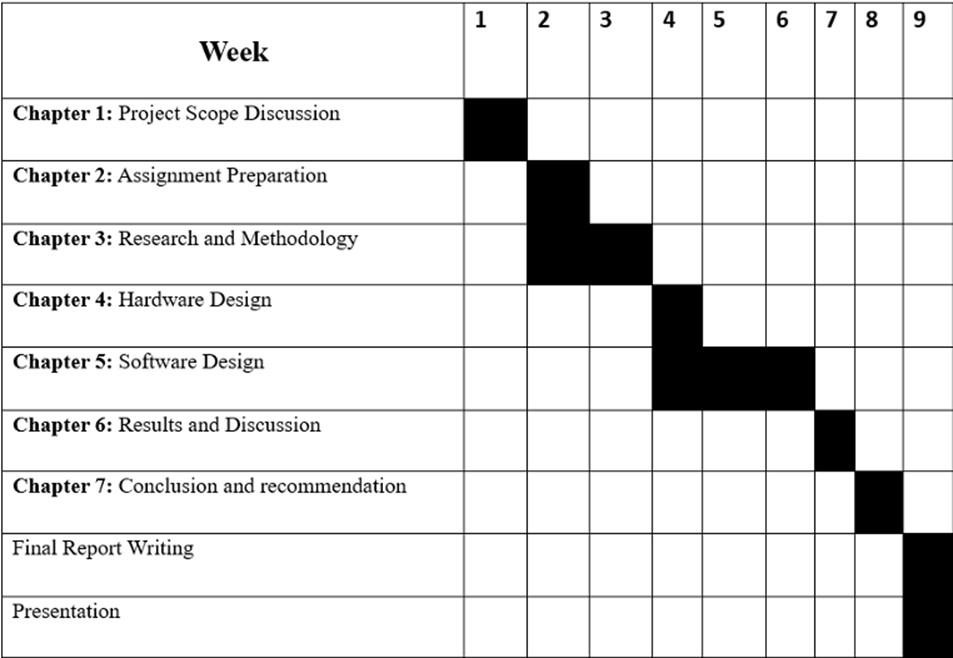 Week 1 2 3 4 5 6 7 8 9
Chapter 1: Project Scope Discussion
Chapter 2: Assignment Preparation
Chapter 3: Research and Methodology
Chapter 4: Hardware Design
Chapter 5: Software Design
Chapter 6: Results and Discussion
Chapter 7: Conclusion and recommendation
Final Report Writing
Presentation